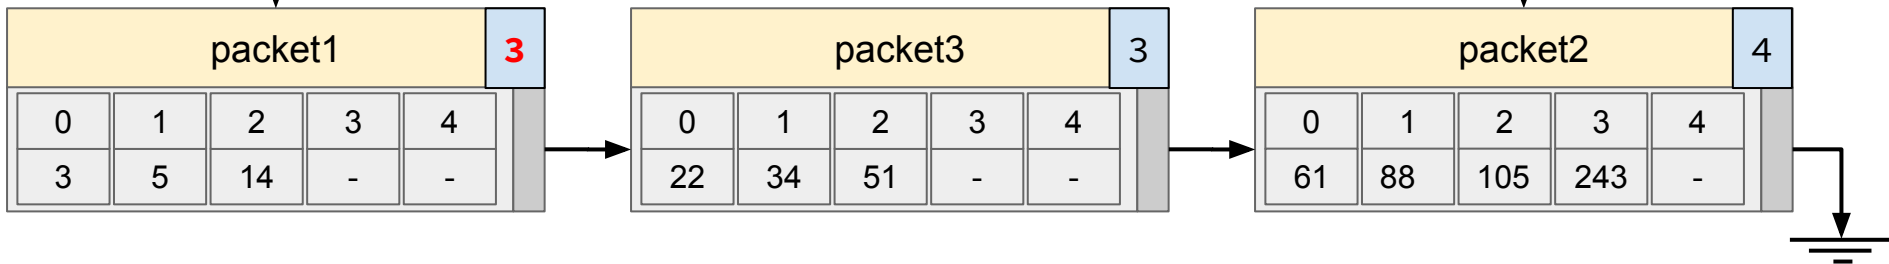 packet1 3 packet3 3 packet2 4
0 1 2 3 4 0 1 2 3 4 0 1 2 3 4
3 5 14 - - 22 34 51 - - 61 88 105 243 -